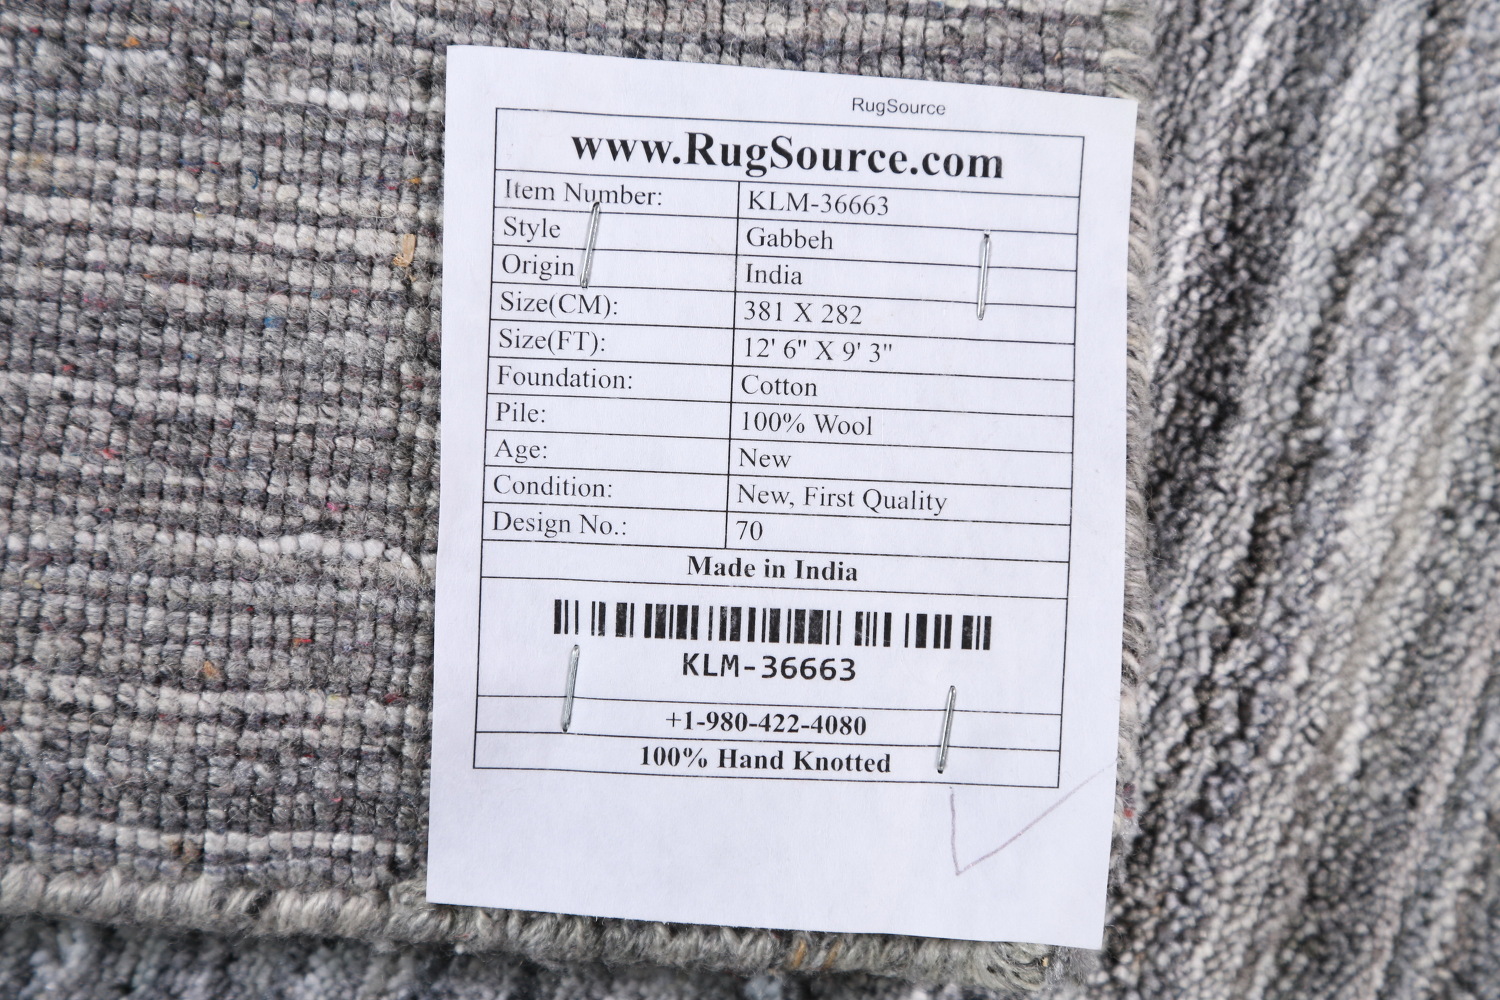 RugSource
www.RugSource.com
Item Number: KLM-36663
Style Gabbeh
Origin India
Size(CM): 381 X 282
Size(FT): 12' 6" X 9' 3"
Foundation: Cotton
Pile: 100% Wool
Age: New
Condition: New, First Quality
Design No.: 70
Made in India
KLM-36663
+1-980-422-4080
100% Hand Knotted